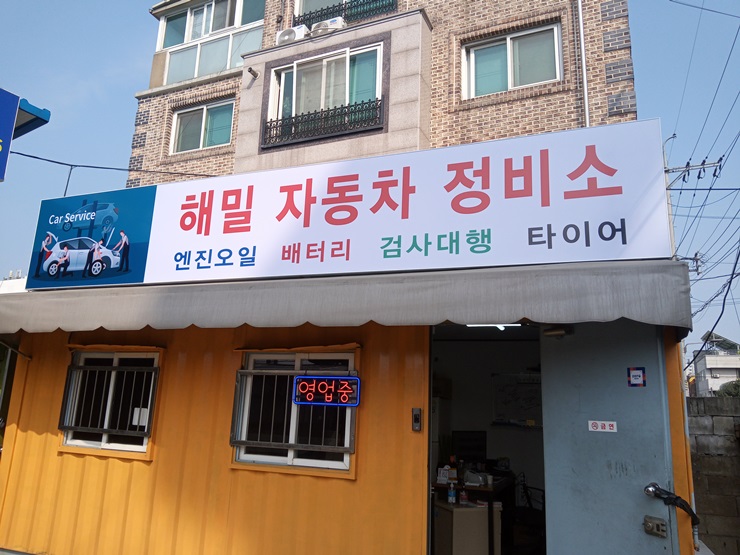 해밀 자동차 정비소
Car Service
엔진오일 배터리 검사대행 타이어
영업중
금연